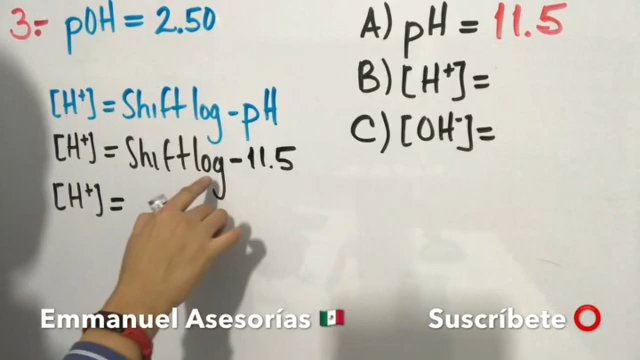 3:- pOH = 2.50
[H⁺] = Shift log - pH
[H⁺] = Shift log - 11.5
[H⁺] =
A) pH = 11.5
B) [H⁺] =
C) [OH⁻] =
Emmanuel Asesorías 🇲🇽
Suscríbete ⭕